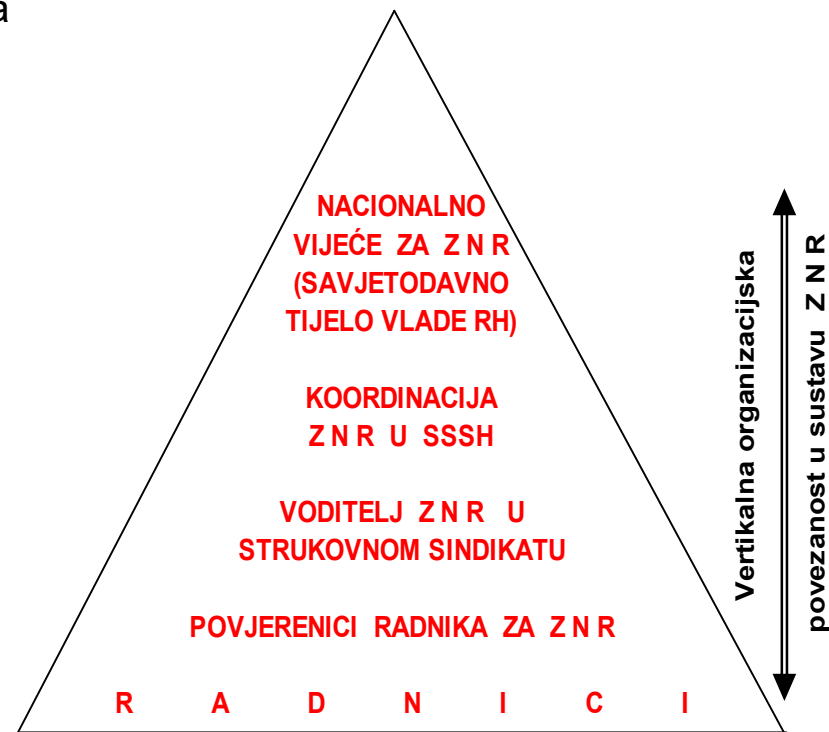 a
NACIONALNO
VIJEĆE ZA Z N R
(SAVJETODAVNO
TIJELO VLADE RH)
KOORDINACIJA
Z N R U SSSH
VODITELJ Z N R U
STRUKOVNOM SINDIKATU
POVJERENICI RADNIKA ZA Z N R
R A D N I C I
Vertikalna organizacijska
povezanost u sustavu Z N R